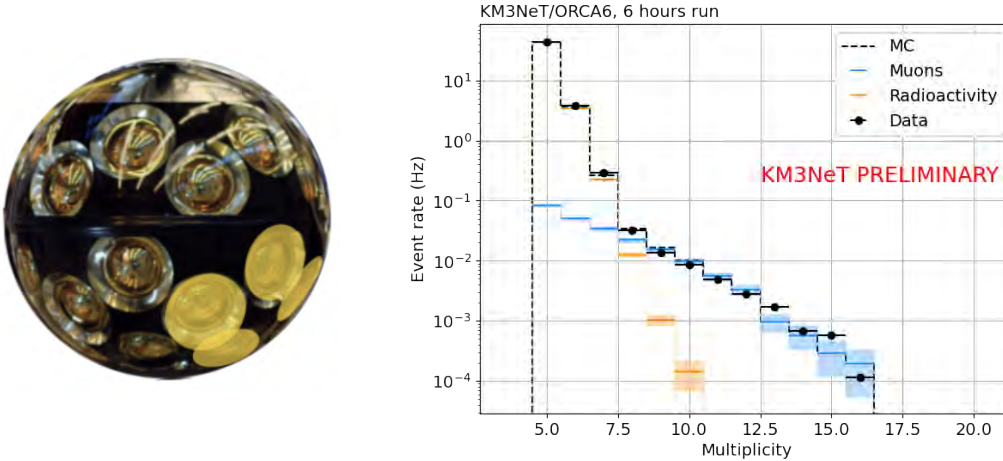 KM3NeT/ORCA6, 6 hours run
MC
Muons
Radioactivity
Data
KM3NeT PRELIMINARY
Event rate (Hz)
10¹
10⁰
10⁻¹
10⁻²
10⁻³
10⁻⁴
5.0 7.5 10.0 12.5 15.0 17.5 20.0
Multiplicity